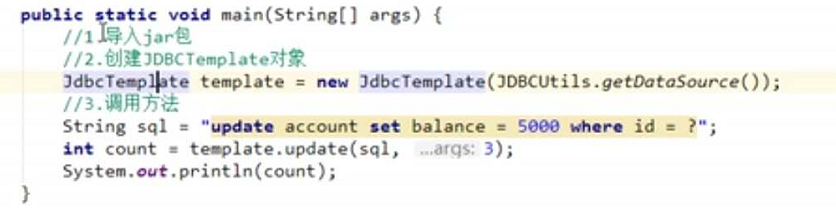 public static void main(String[] args) {
//1.导入jar包
//2.创建JDBCTemplate对象
JdbcTemplate template = new JdbcTemplate(JDBCUtils.getDataSource());
//3.调用方法
String sql = "update account set balance = 5000 where id = ?";
int count = template.update(sql, ...args: 3);
System.out.println(count);
}